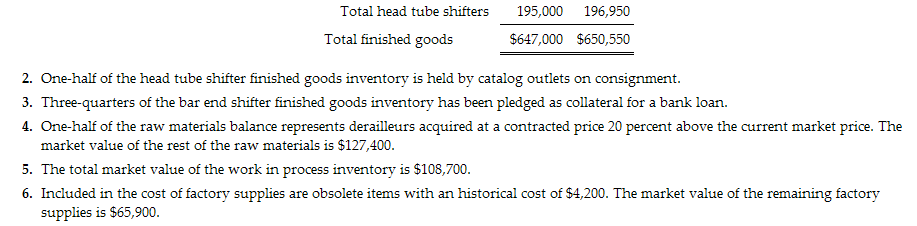 Total head tube shifters 195,000 196,950
Total finished goods $647,000 $650,550
2. One-half of the head tube shifter finished goods inventory is held by catalog outlets on consignment.
3. Three-quarters of the bar end shifter finished goods inventory has been pledged as collateral for a bank loan.
4. One-half of the raw materials balance represents derailleurs acquired at a contracted price 20 percent above the current market price. The
market value of the rest of the raw materials is $127,400.
5. The total market value of the work in process inventory is $108,700.
6. Included in the cost of factory supplies are obsolete items with an historical cost of $4,200. The market value of the remaining factory
supplies is $65,900.